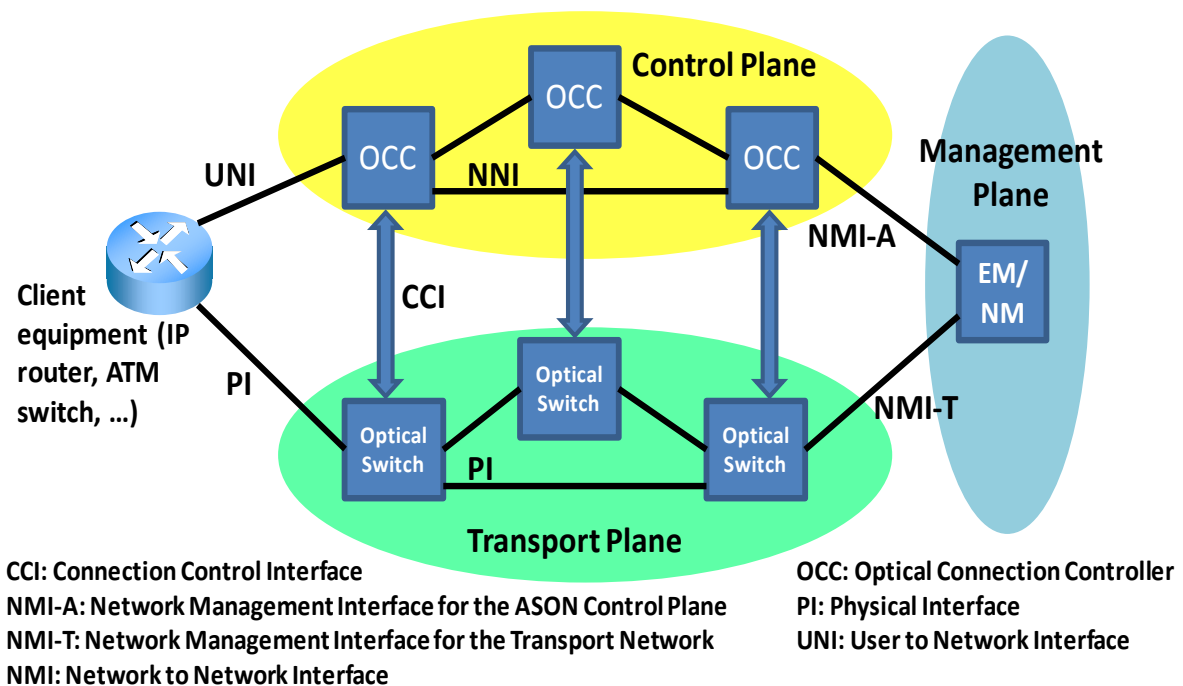 Control Plane
OCC
OCC
OCC
Management
Plane
UNI
NNI
NMI-A
EM/
NM
Client
equipment (IP
router, ATM
switch, ...)
CCI
PI
Optical
Switch
Optical
Switch
Optical
Switch
NMI-T
PI
Transport Plane
CCI: Connection Control Interface
NMI-A: Network Management Interface for the ASON Control Plane
NMI-T: Network Management Interface for the Transport Network
NMI: Network to Network Interface
OCC: Optical Connection Controller
PI: Physical Interface
UNI: User to Network Interface